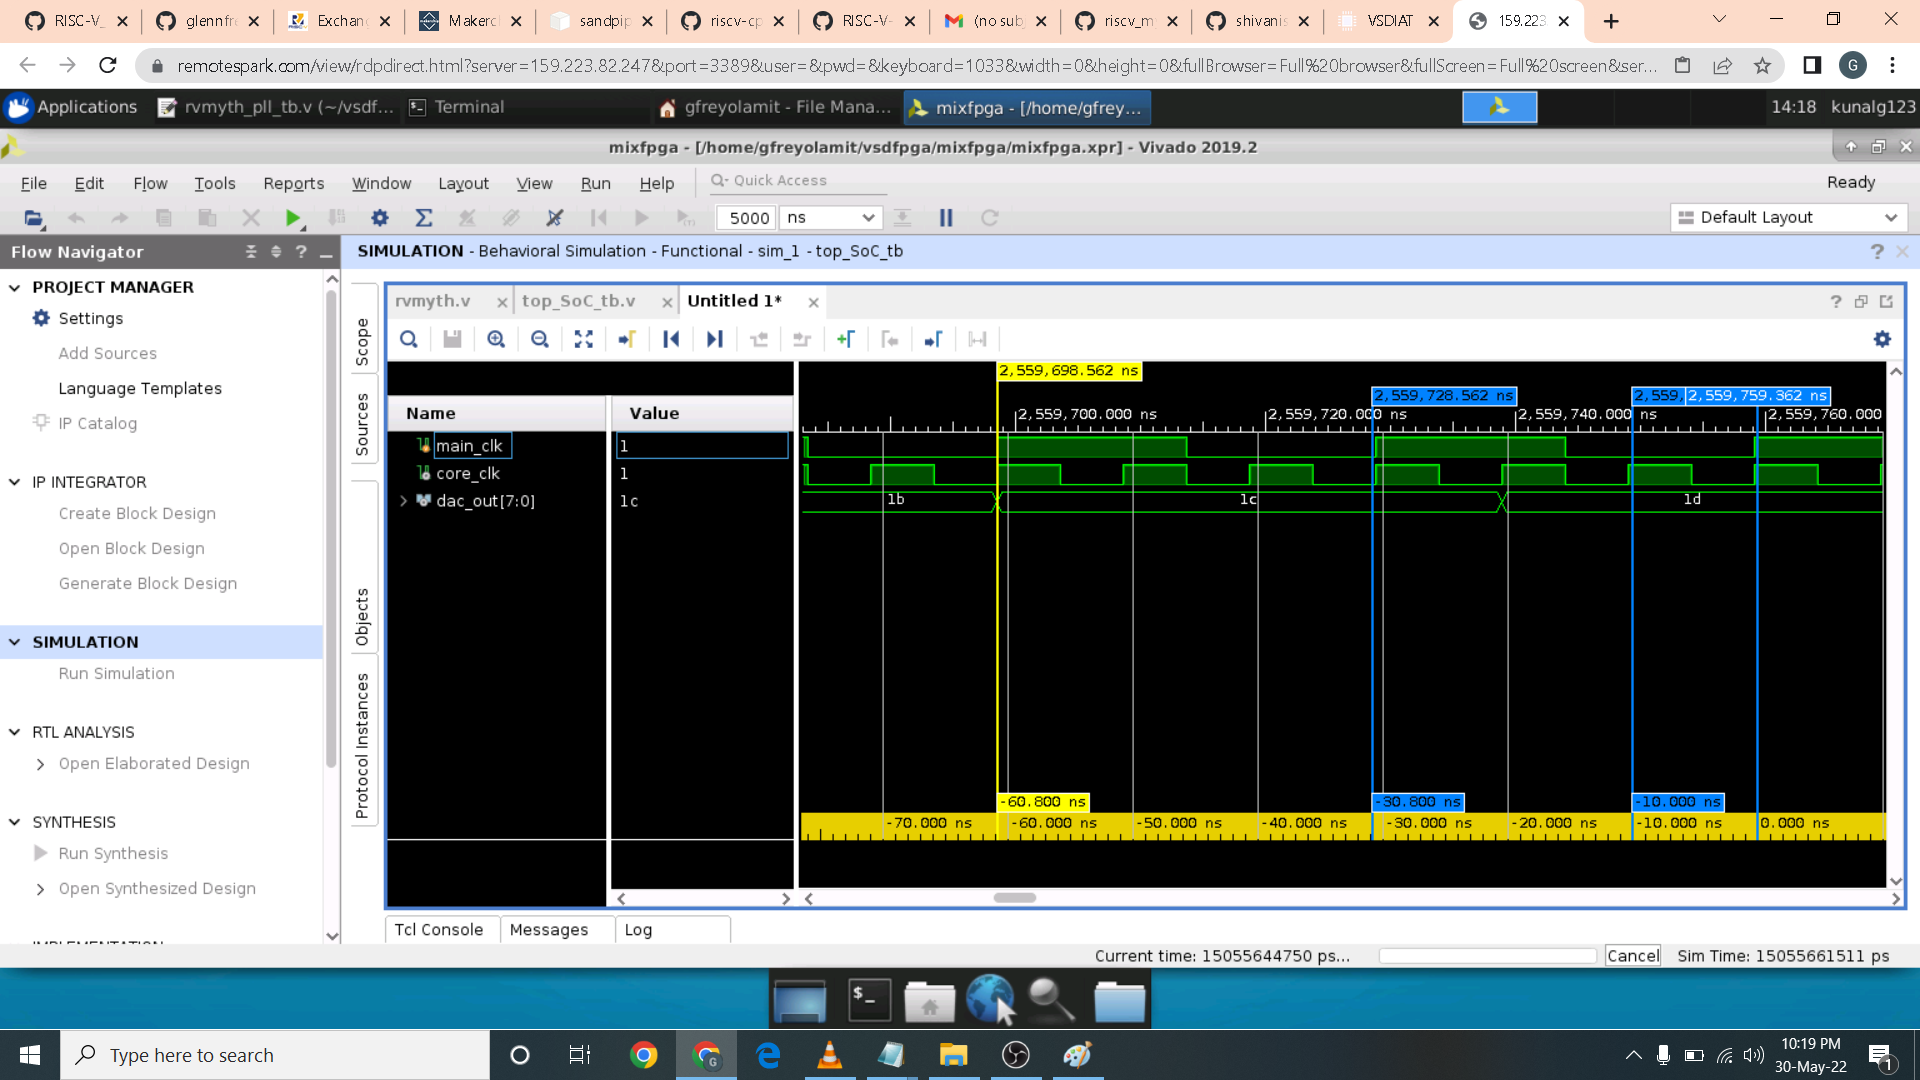 RISC-V_
glennfr
Exchan
Makercl
sandpip
riscv-cp
RISC-V-
(no subj
riscv_m
shivanis
VSDIAT
159.223.
remotespark.com/view/rdpdirect.html?server=159.223.82.247&port=3389&user=&pwd=&keyboard=1033&width=0&height=0&fullBrowser=Full%20browser&fullScreen=Full%20screen&ser...
G
Applications
rvmyth_pll_tb.v (~/vsdf...
Terminal
gfreyolamit - File Mana...
mixfpga - [/home/gfrey...
14:18
kunalg123
mixfpga - [/home/gfreyolamit/vsdfpga/mixfpga/mixfpga.xpr] - Vivado 2019.2
File Edit Flow Tools Reports Window Layout View Run Help
Quick Access
Ready
5000 ns
Default Layout
Flow Navigator
SIMULATION - Behavioral Simulation - Functional - sim_1 - top_SoC_tb
PROJECT MANAGER
Settings
Add Sources
Language Templates
IP Catalog
IP INTEGRATOR
Create Block Design
Open Block Design
Generate Block Design
SIMULATION
Run Simulation
RTL ANALYSIS
Open Elaborated Design
SYNTHESIS
Run Synthesis
Open Synthesized Design
IMPLEMENTATION
Scope
Sources
Objects
Protocol Instances
rvmyth.v
top_SoC_tb.v
Untitled 1*
Name Value
main_clk 1
core_clk 1
dac_out[7:0] 1c
2,559,698.562 ns
2,559,728.562 ns
2,559,
2,559,759.362 ns
2,559,700.000 ns
2,559,720.000 ns
2,559,740.000 ns
2,559,760.000
1b 1c 1d
-60.800 ns
-30.800 ns
-10.000 ns
-70.000 ns -60.000 ns -50.000 ns -40.000 ns -30.000 ns -20.000 ns -10.000 ns 0.000 ns
Tcl Console
Messages
Log
Current time: 15055644750 ps...
Cancel
Sim Time: 15055661511 ps
$_
Type here to search
G
10:19 PM
30-May-22
1